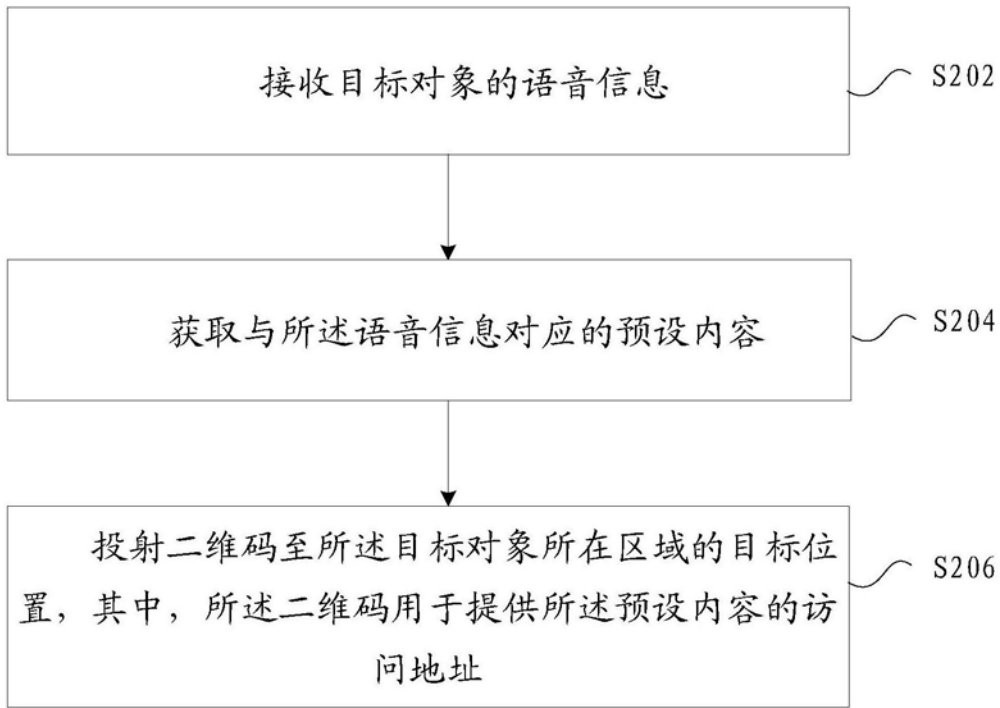 接收目标对象的语音信息
S202
获取与所述语音信息对应的预设内容
S204
投射二维码至所述目标对象所在区域的目标位
置，其中，所述二维码用于提供所述预设内容的访
问地址
S206